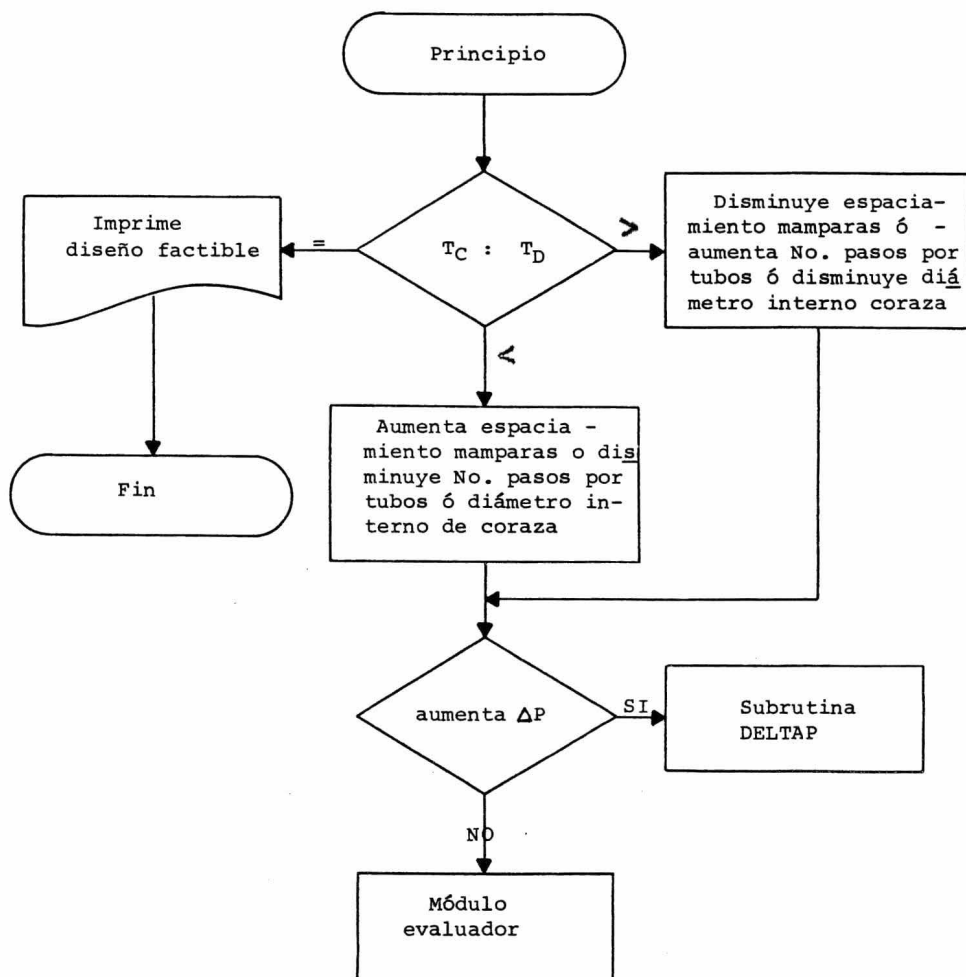 Principio
T_C : T_D
=
>
<
Imprime
diseño factible
Fin
Disminuye espacia-
miento mamparas ó -
aumenta No. pasos por
tubos ó disminuye diá
metro interno coraza
Aumenta espacia -
miento mamparas o dis
minuye No. pasos por
tubos ó diámetro in-
terno de coraza
aumenta ΔP
SI
Subrutina
DELTAP
NO
Módulo
evaluador